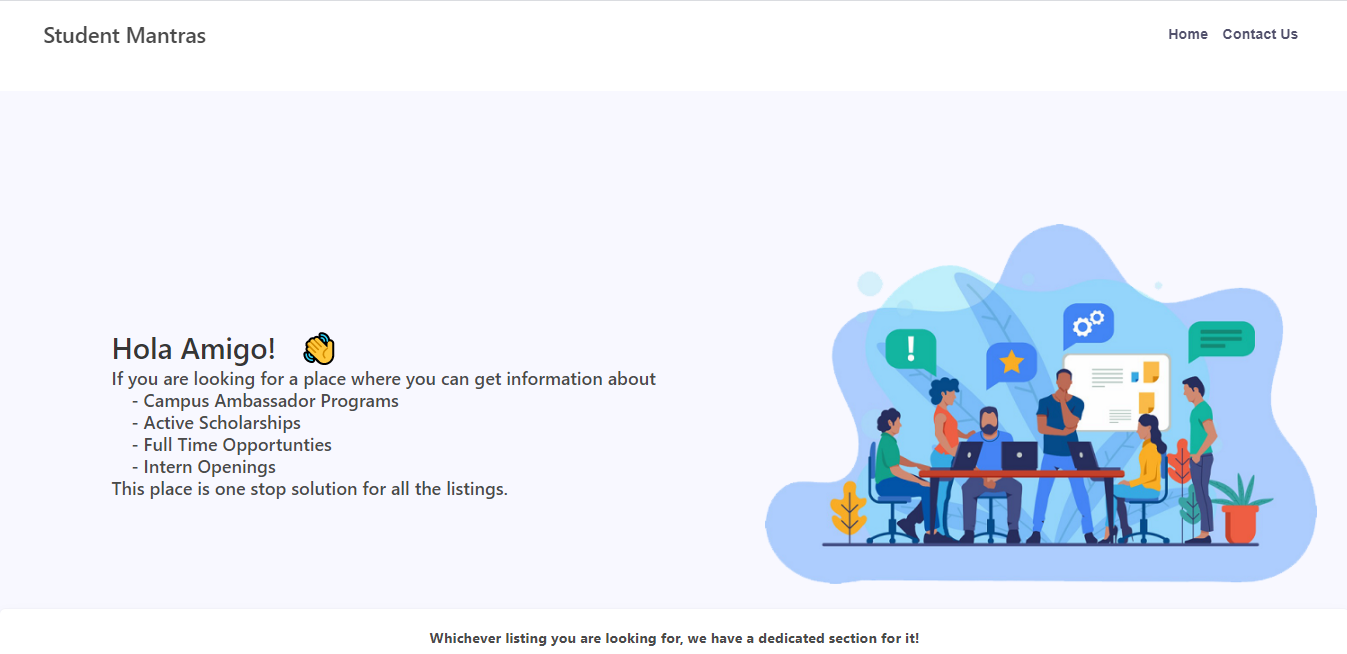 Student Mantras
Home Contact Us
Hola Amigo!
If you are looking for a place where you can get information about
- Campus Ambassador Programs
- Active Scholarships
- Full Time Opportunties
- Intern Openings
This place is one stop solution for all the listings.
!
Whichever listing you are looking for, we have a dedicated section for it!